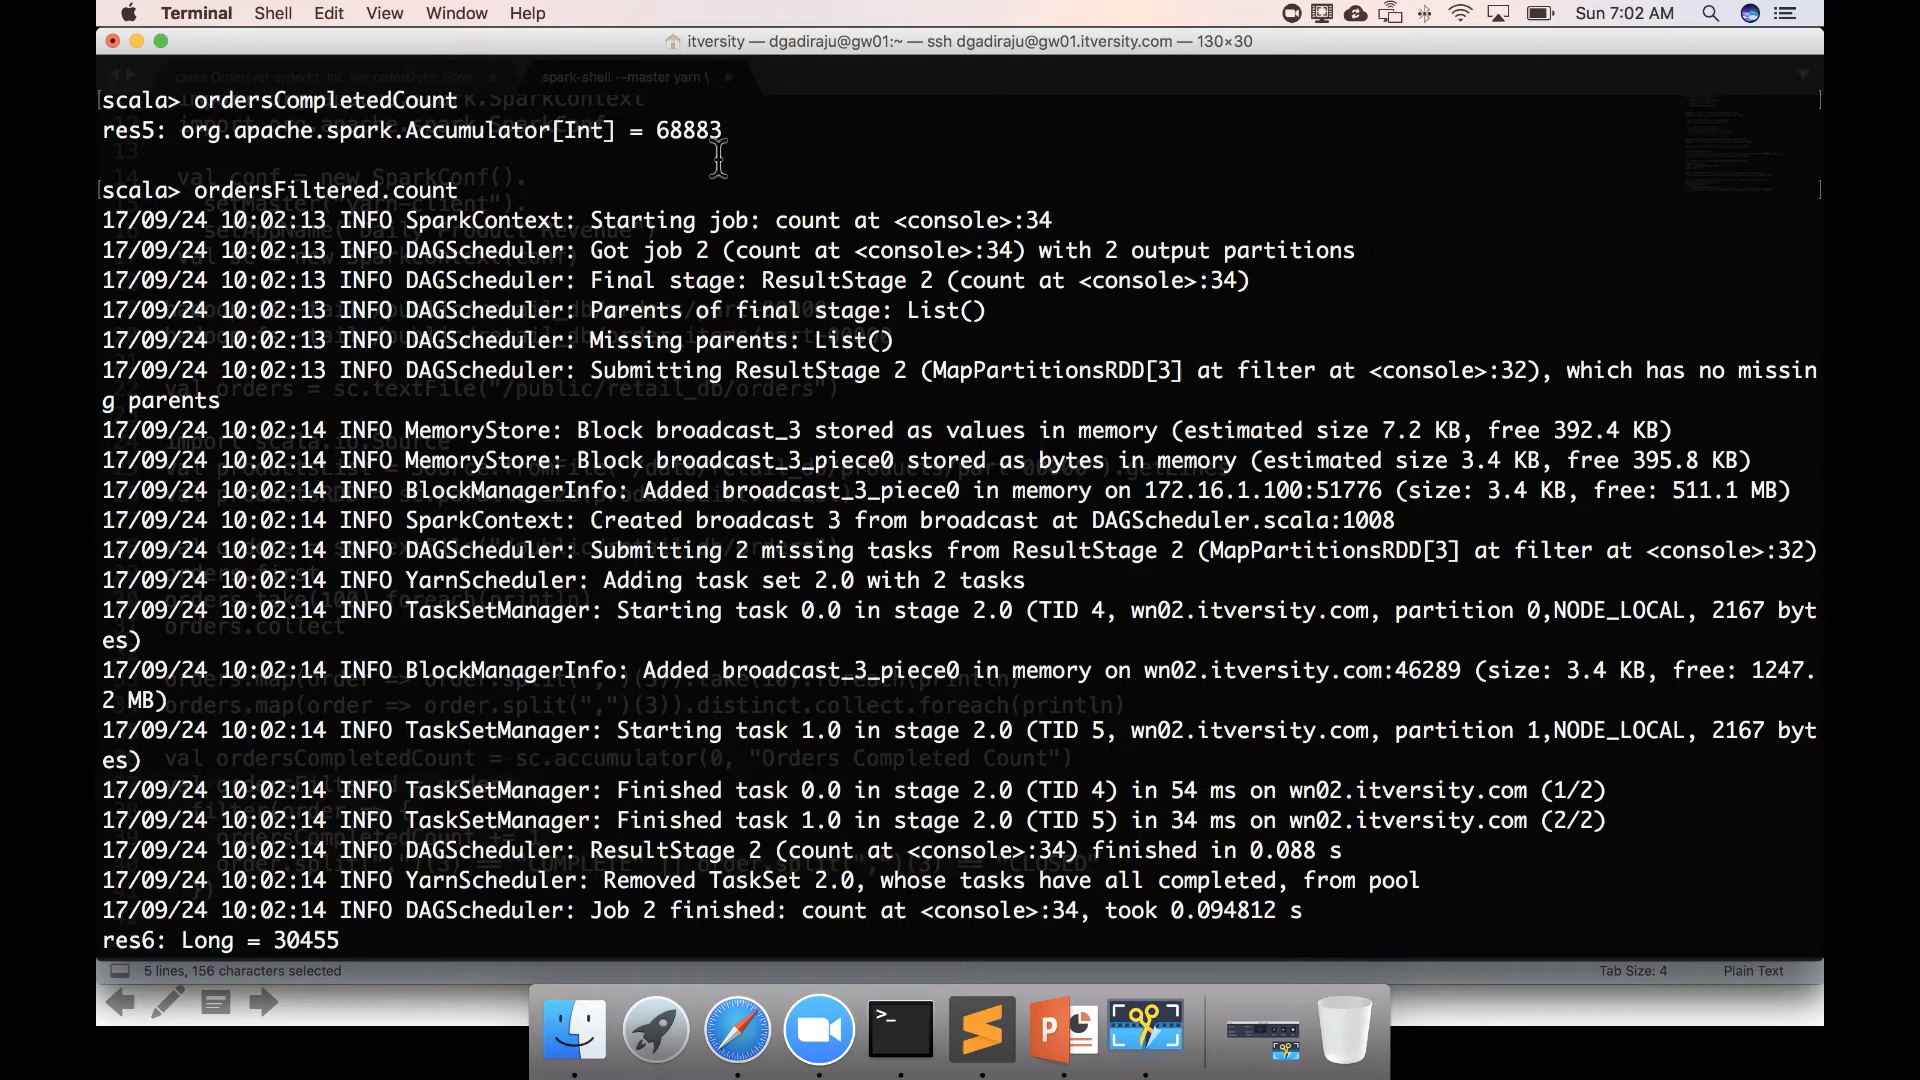 Terminal Shell Edit View Window Help Sun 7:02 AM
itversity — dgadiraju@gw01:~ — ssh dgadiraju@gw01.itversity.com — 130×30
spark-shell --master yarn \
scala> ordersCompletedCount
res5: org.apache.spark.Accumulator[Int] = 68883
scala> ordersFiltered.count
17/09/24 10:02:13 INFO SparkContext: Starting job: count at <console>:34
17/09/24 10:02:13 INFO DAGScheduler: Got job 2 (count at <console>:34) with 2 output partitions
17/09/24 10:02:13 INFO DAGScheduler: Final stage: ResultStage 2 (count at <console>:34)
17/09/24 10:02:13 INFO DAGScheduler: Parents of final stage: List()
17/09/24 10:02:13 INFO DAGScheduler: Missing parents: List()
17/09/24 10:02:13 INFO DAGScheduler: Submitting ResultStage 2 (MapPartitionsRDD[3] at filter at <console>:32), which has no missin
g parents
17/09/24 10:02:14 INFO MemoryStore: Block broadcast_3 stored as values in memory (estimated size 7.2 KB, free 392.4 KB)
17/09/24 10:02:14 INFO MemoryStore: Block broadcast_3_piece0 stored as bytes in memory (estimated size 3.4 KB, free 395.8 KB)
17/09/24 10:02:14 INFO BlockManagerInfo: Added broadcast_3_piece0 in memory on 172.16.1.100:51776 (size: 3.4 KB, free: 511.1 MB)
17/09/24 10:02:14 INFO SparkContext: Created broadcast 3 from broadcast at DAGScheduler.scala:1008
17/09/24 10:02:14 INFO DAGScheduler: Submitting 2 missing tasks from ResultStage 2 (MapPartitionsRDD[3] at filter at <console>:32)
17/09/24 10:02:14 INFO YarnScheduler: Adding task set 2.0 with 2 tasks
17/09/24 10:02:14 INFO TaskSetManager: Starting task 0.0 in stage 2.0 (TID 4, wn02.itversity.com, partition 0,NODE_LOCAL, 2167 byt
es)
17/09/24 10:02:14 INFO BlockManagerInfo: Added broadcast_3_piece0 in memory on wn02.itversity.com:46289 (size: 3.4 KB, free: 1247.
2 MB)
17/09/24 10:02:14 INFO TaskSetManager: Starting task 1.0 in stage 2.0 (TID 5, wn02.itversity.com, partition 1,NODE_LOCAL, 2167 byt
es)
17/09/24 10:02:14 INFO TaskSetManager: Finished task 0.0 in stage 2.0 (TID 4) in 54 ms on wn02.itversity.com (1/2)
17/09/24 10:02:14 INFO TaskSetManager: Finished task 1.0 in stage 2.0 (TID 5) in 34 ms on wn02.itversity.com (2/2)
17/09/24 10:02:14 INFO DAGScheduler: ResultStage 2 (count at <console>:34) finished in 0.088 s
17/09/24 10:02:14 INFO YarnScheduler: Removed TaskSet 2.0, whose tasks have all completed, from pool
17/09/24 10:02:14 INFO DAGScheduler: Job 2 finished: count at <console>:34, took 0.094812 s
res6: Long = 30455
5 lines, 156 characters selected Tab Size: 4 Plain Text